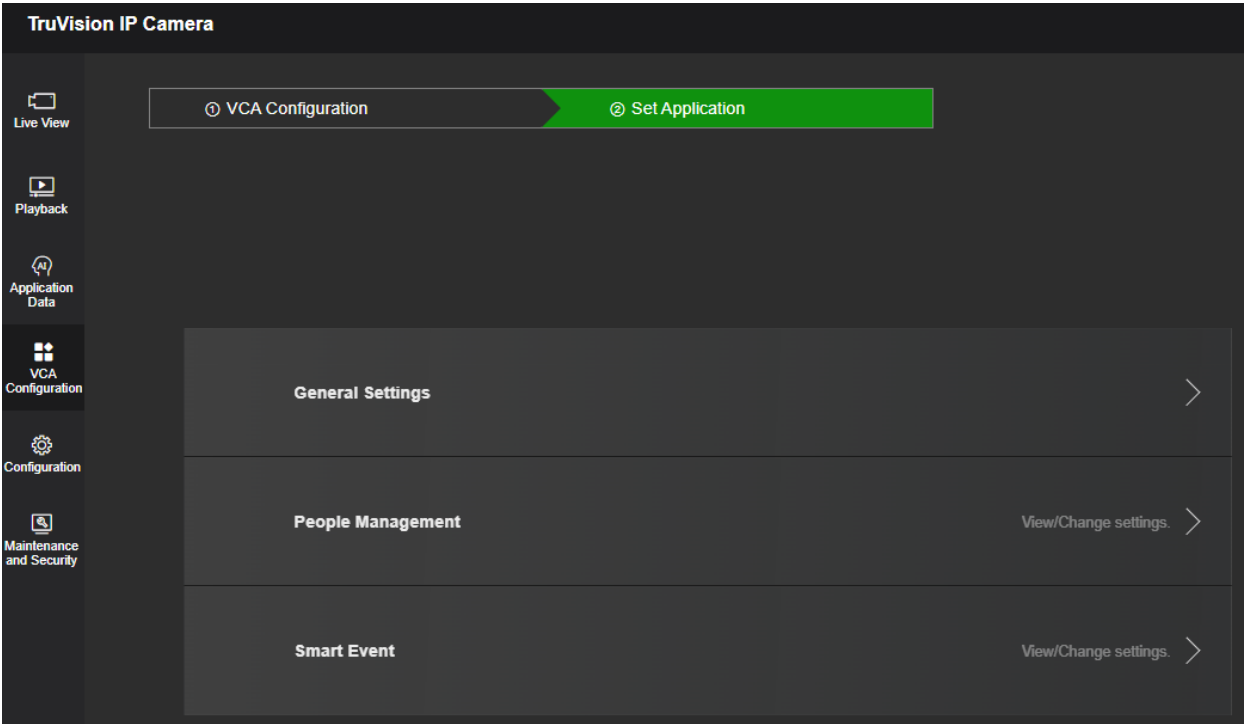 TruVision IP Camera
Live View
Playback
AI
Application
Data
VCA
Configuration
Configuration
Maintenance
and Security
① VCA Configuration
② Set Application
General Settings
People Management
View/Change settings.
Smart Event
View/Change settings.